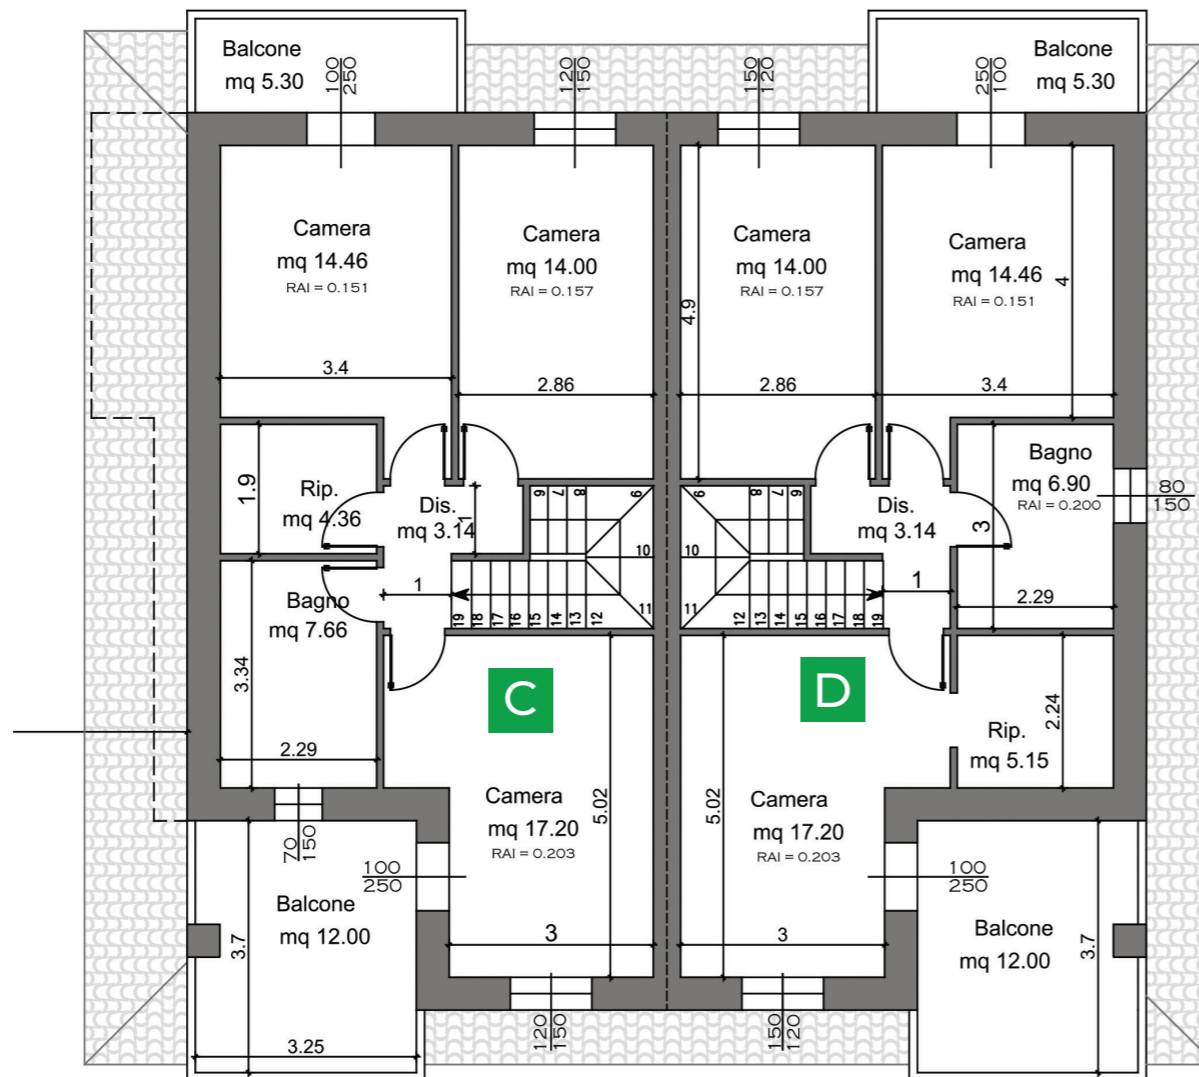 Balcone
mq 5.30
100
250
120
150
150
120
250
100
Balcone
mq 5.30
Camera
mq 14.46
RAI = 0.151
3.4
Camera
mq 14.00
RAI = 0.157
2.86
Camera
mq 14.00
RAI = 0.157
4.9
2.86
Camera
mq 14.46
RAI = 0.151
4
3.4
1.9
Rip.
mq 4.36
Dis.
mq 3.14
1
6
7
8
9
10
11
12
13
14
15
16
17
18
19
1
9
8
7
6
10
11
12
13
14
15
16
17
18
19
Dis.
mq 3.14
1
Bagno
mq 6.90
RAI = 0.200
3
2.29
80
150
Bagno
mq 7.66
3.34
2.29
70
150
C
Camera
mq 17.20
RAI = 0.203
5.02
3
100
250
120
150
D
Camera
mq 17.20
RAI = 0.203
5.02
3
100
250
150
120
Rip.
mq 5.15
2.24
Balcone
mq 12.00
3.7
3.25
Balcone
mq 12.00
3.7